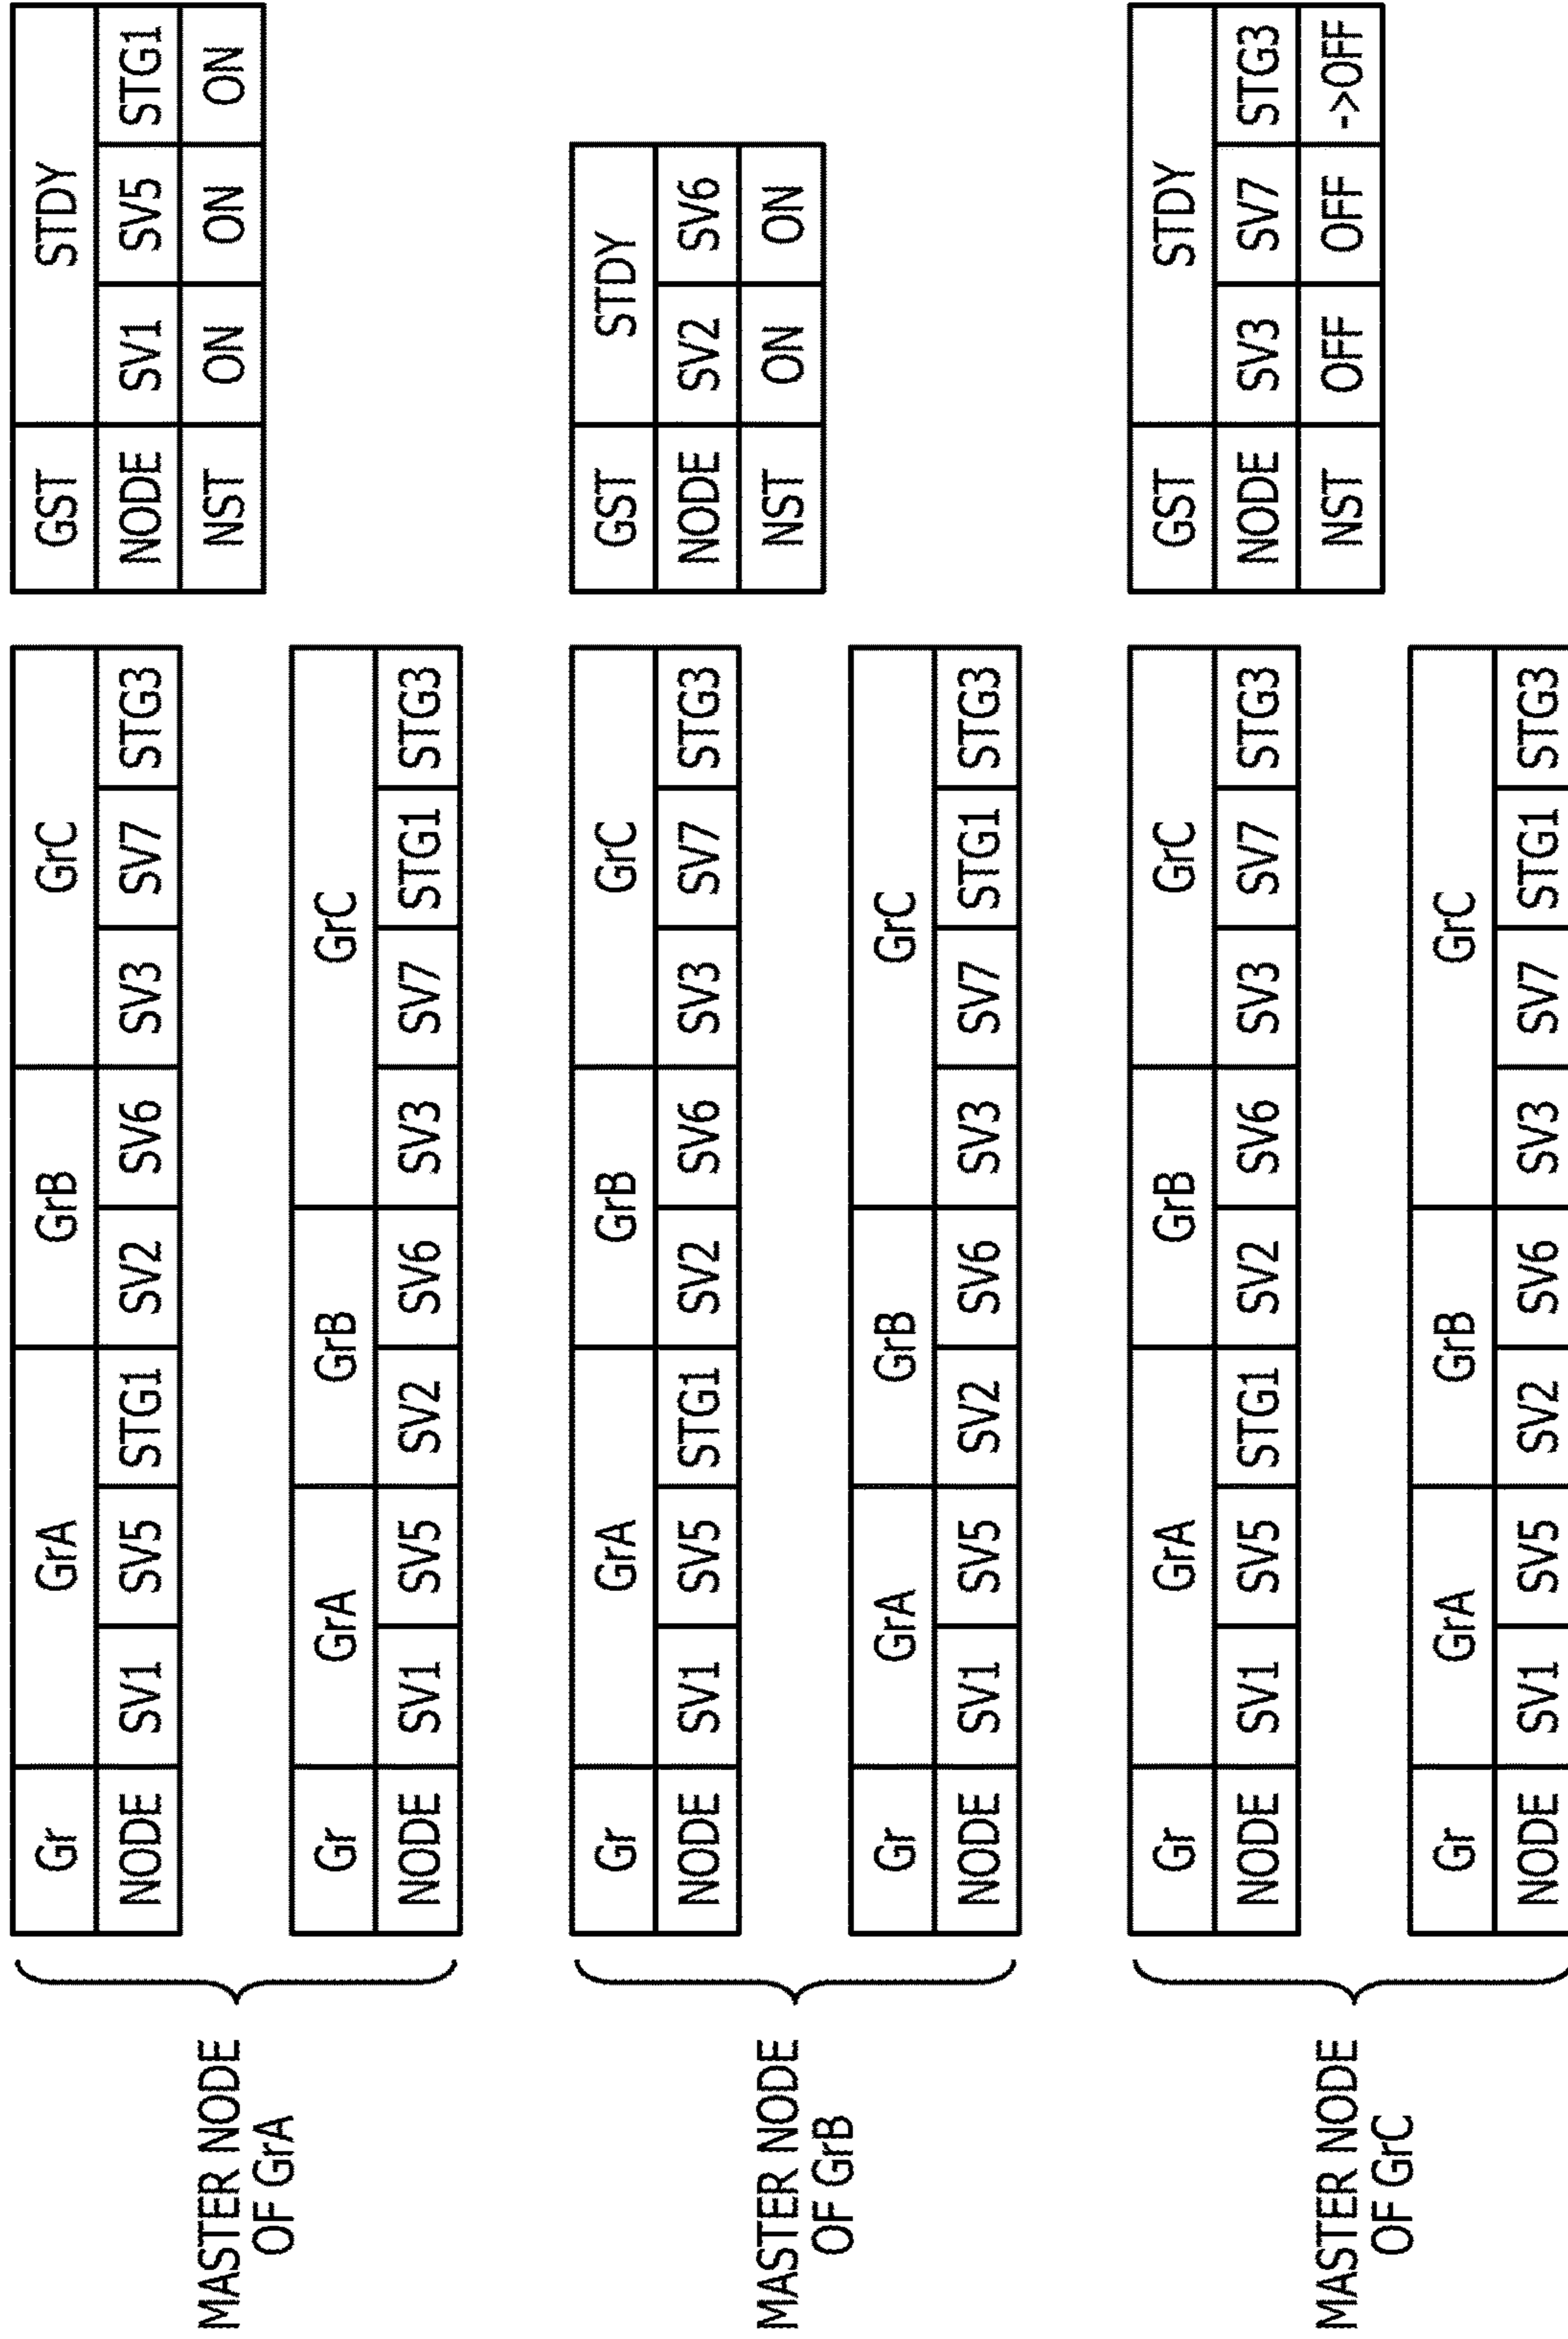 MASTER NODE
OF GrA
Gr GrA GrB GrC
NODE SV1 SV5 STG1 SV2 SV6 SV3 SV7 STG3
GST STDY
NODE SV1 SV5 STG1
NST ON ON ON
Gr GrA GrB GrC
NODE SV1 SV5 SV2 SV6 SV3 SV7 STG1 STG3
MASTER NODE
OF GrB
Gr GrA GrB GrC
NODE SV1 SV5 STG1 SV2 SV6 SV3 SV7 STG3
GST STDY
NODE SV2 SV6
NST ON ON
Gr GrA GrB GrC
NODE SV1 SV5 SV2 SV6 SV3 SV7 STG1 STG3
MASTER NODE
OF GrC
Gr GrA GrB GrC
NODE SV1 SV5 STG1 SV2 SV6 SV3 SV7 STG3
GST STDY
NODE SV3 SV7 STG3
NST OFF OFF ->OFF
Gr GrA GrB GrC
NODE SV1 SV5 SV2 SV6 SV3 SV7 STG1 STG3